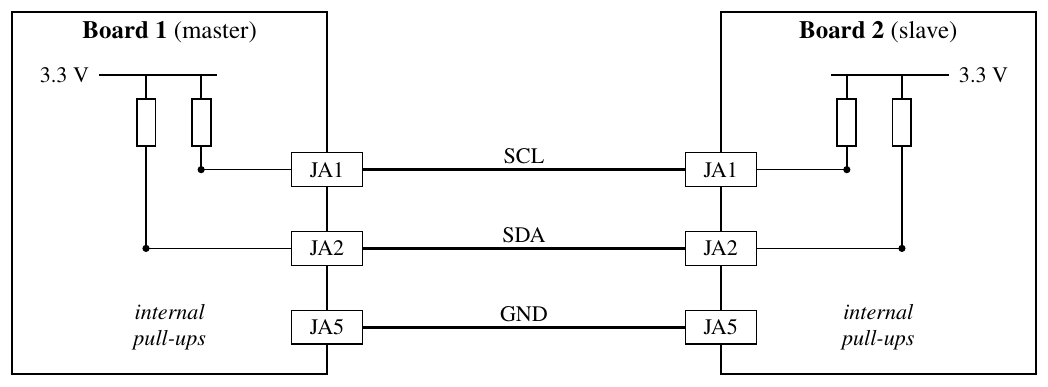 Board 1 (master)
Board 2 (slave)
3.3 V
3.3 V
SCL
JA1
JA1
SDA
JA2
JA2
GND
JA5
JA5
internal
pull-ups
internal
pull-ups